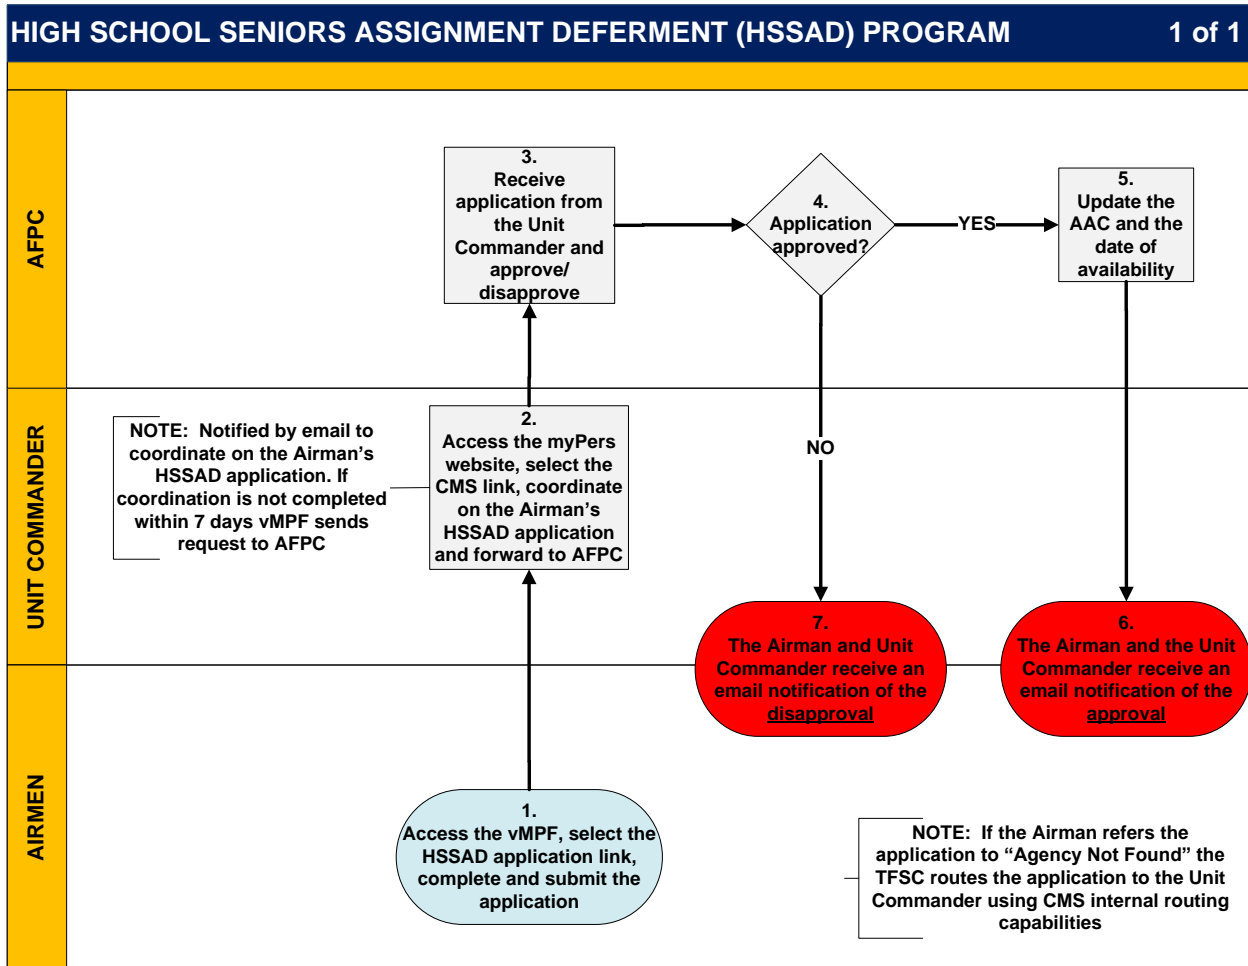 HIGH SCHOOL SENIORS ASSIGNMENT DEFERMENT (HSSAD) PROGRAM 1 of 1
AFPC
3.
Receive
application from
the Unit
Commander and
approve/
disapprove
4.
Application
approved?
YES
5.
Update the
AAC and the
date of
availability
NO
UNIT COMMANDER
NOTE: Notified by email to
coordinate on the Airman's
HSSAD application. If
coordination is not completed
within 7 days vMPF sends
request to AFPC
2.
Access the myPers
website, select the
CMS link, coordinate
on the Airman's
HSSAD application
and forward to AFPC
7.
The Airman and Unit
Commander receive an
email notification of the
disapproval
6.
The Airman and the Unit
Commander receive an
email notification of the
approval
AIRMEN
1.
Access the vMPF, select the
HSSAD application link,
complete and submit the
application
NOTE: If the Airman refers the
application to “Agency Not Found” the
TFSC routes the application to the Unit
Commander using CMS internal routing
capabilities